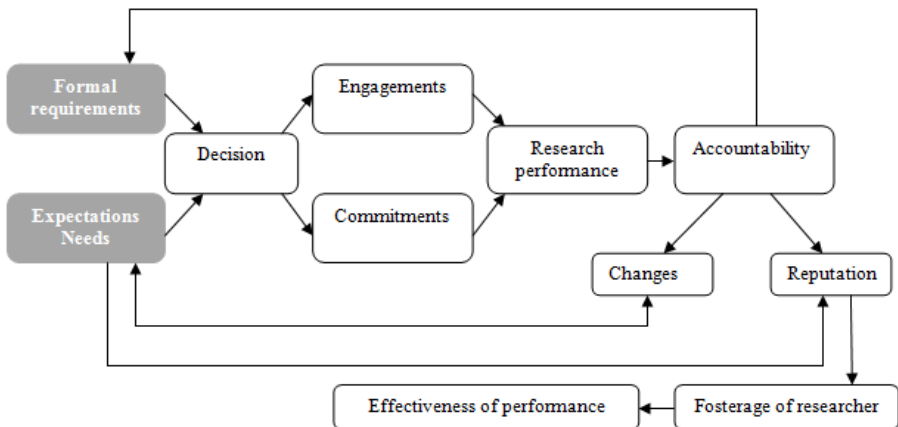 Formal
requirements
Engagements
Decision
Research
performance
Accountability
Expectations
Needs
Commitments
Changes
Reputation
Effectiveness of performance
Fosterage of researcher